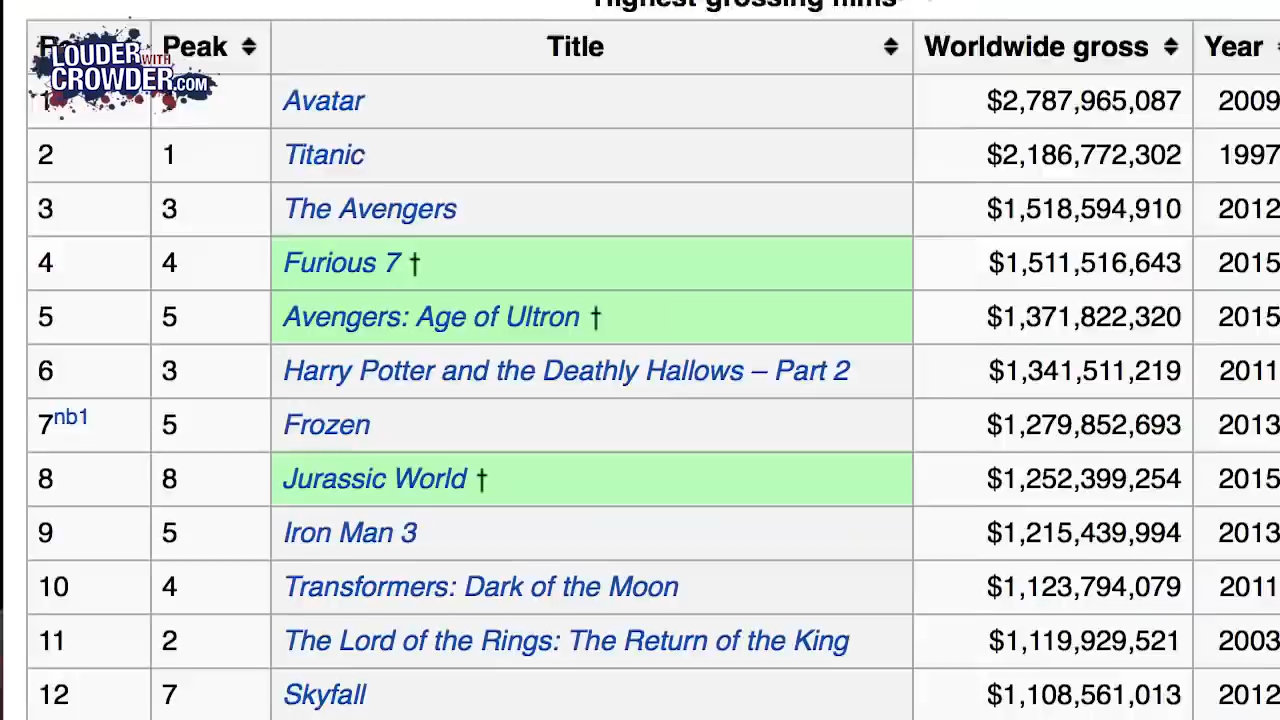 Highest grossing films
Peak Title Worldwide gross Year
LOUDER WITH
CROWDER.COM
1 Avatar $2,787,965,087 2009
2 1 Titanic $2,186,772,302 1997
3 3 The Avengers $1,518,594,910 2012
4 4 Furious 7 † $1,511,516,643 2015
5 5 Avengers: Age of Ultron † $1,371,822,320 2015
6 3 Harry Potter and the Deathly Hallows – Part 2 $1,341,511,219 2011
7nb1 5 Frozen $1,279,852,693 2013
8 8 Jurassic World † $1,252,399,254 2015
9 5 Iron Man 3 $1,215,439,994 2013
10 4 Transformers: Dark of the Moon $1,123,794,079 2011
11 2 The Lord of the Rings: The Return of the King $1,119,929,521 2003
12 7 Skyfall $1,108,561,013 2012